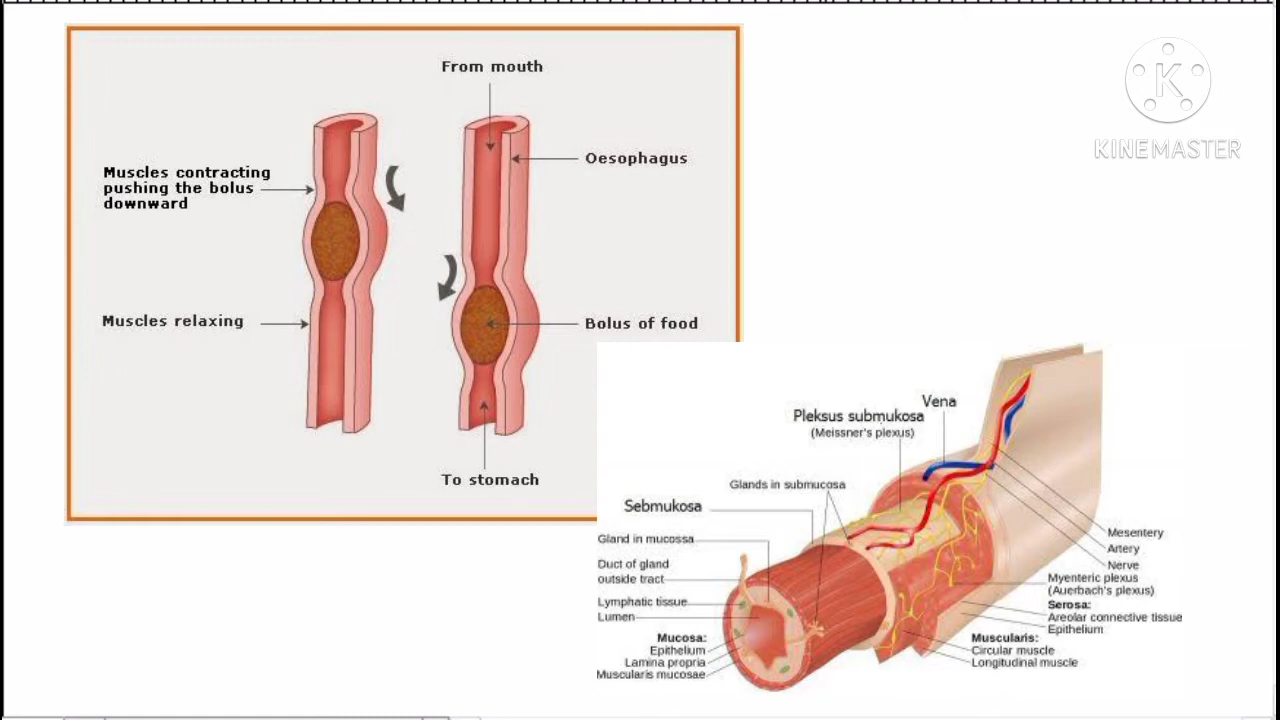 From mouth
Muscles contracting
pushing the bolus
downward
Oesophagus
Muscles relaxing
Bolus of food
To stomach
K
KINEMASTER
Vena
Pleksus submukosa
(Meissner's plexus)
Glands in submucosa
Sebmukosa
Gland in mucossa
Duct of gland
outside tract
Lymphatic tissue
Lumen
Mucosa:
Epithelium
Lamina propria
Muscularis mucosae
Mesentery
Artery
Nerve
Myenteric plexus
(Auerbach's plexus)
Serosa:
Areolar connective tissue
Epithelium
Muscularis:
Circular muscle
Longitudinal muscle